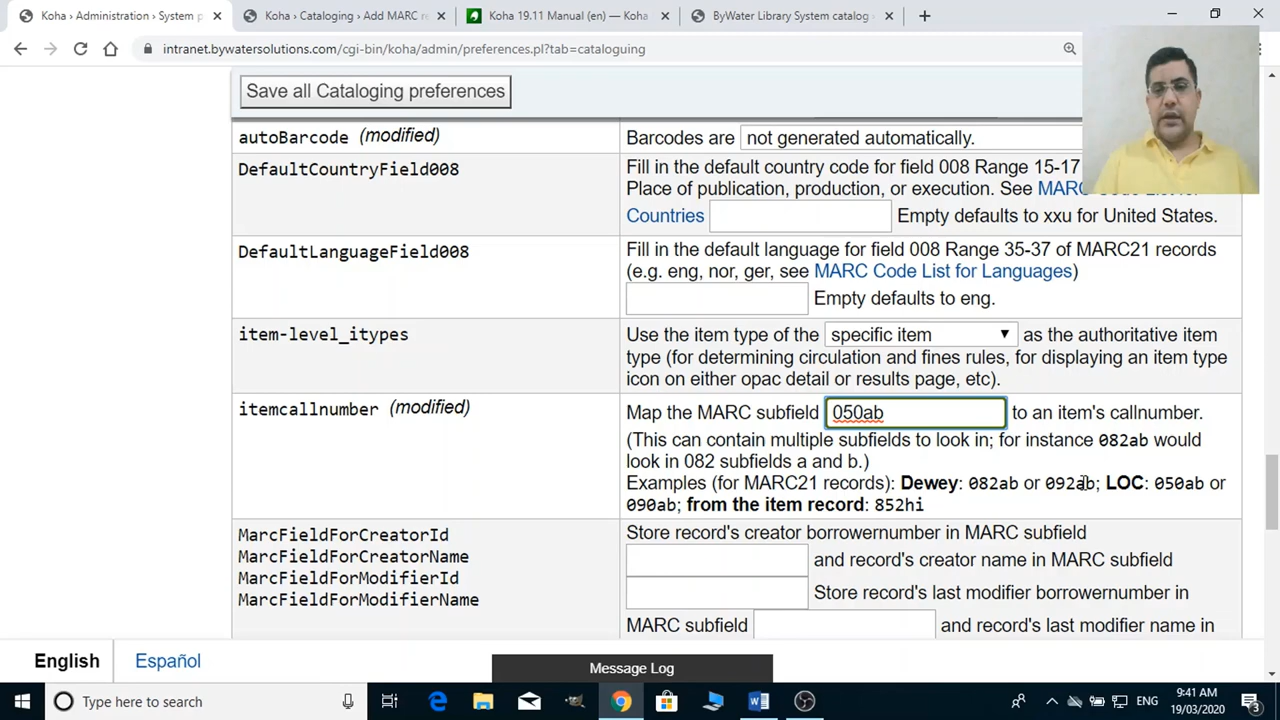 Koha › Administration › System p
Koha › Cataloging › Add MARC re
Koha 19.11 Manual (en) — Koha
ByWater Library System catalog ›
intranet.bywatersolutions.com/cgi-bin/koha/admin/preferences.pl?tab=cataloguing
Save all Cataloging preferences
autoBarcode (modified)
Barcodes are not generated automatically.
DefaultCountryField008
Fill in the default country code for field 008 Range 15-17
Place of publication, production, or execution. See MARC Code List for
Countries Empty defaults to xxu for United States.
DefaultLanguageField008
Fill in the default language for field 008 Range 35-37 of MARC21 records
(e.g. eng, nor, ger, see MARC Code List for Languages)
Empty defaults to eng.
item-level_itypes
Use the item type of the specific item as the authoritative item
type (for determining circulation and fines rules, for displaying an item type
icon on either opac detail or results page, etc).
itemcallnumber (modified)
Map the MARC subfield 050ab to an item's callnumber.
(This can contain multiple subfields to look in; for instance 082ab would
look in 082 subfields a and b.)
Examples (for MARC21 records): Dewey: 082ab or 092ab; LOC: 050ab or
090ab; from the item record: 852hi
MarcFieldForCreatorId
MarcFieldForCreatorName
MarcFieldForModifierId
MarcFieldForModifierName
Store record's creator borrowernumber in MARC subfield
and record's creator name in MARC subfield
Store record's last modifier borrowernumber in
MARC subfield and record's last modifier name in
English
Español
Message Log
Type here to search
ENG
9:41 AM
19/03/2020
3